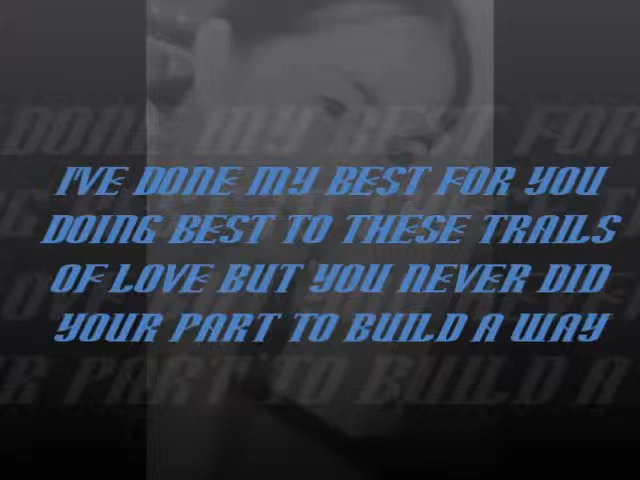 I'VE DONE MY BEST FOR YOU
DOING BEST TO THESE TRAILS
OF LOVE BUT YOU NEVER DID
YOUR PART TO BUILD A WAY